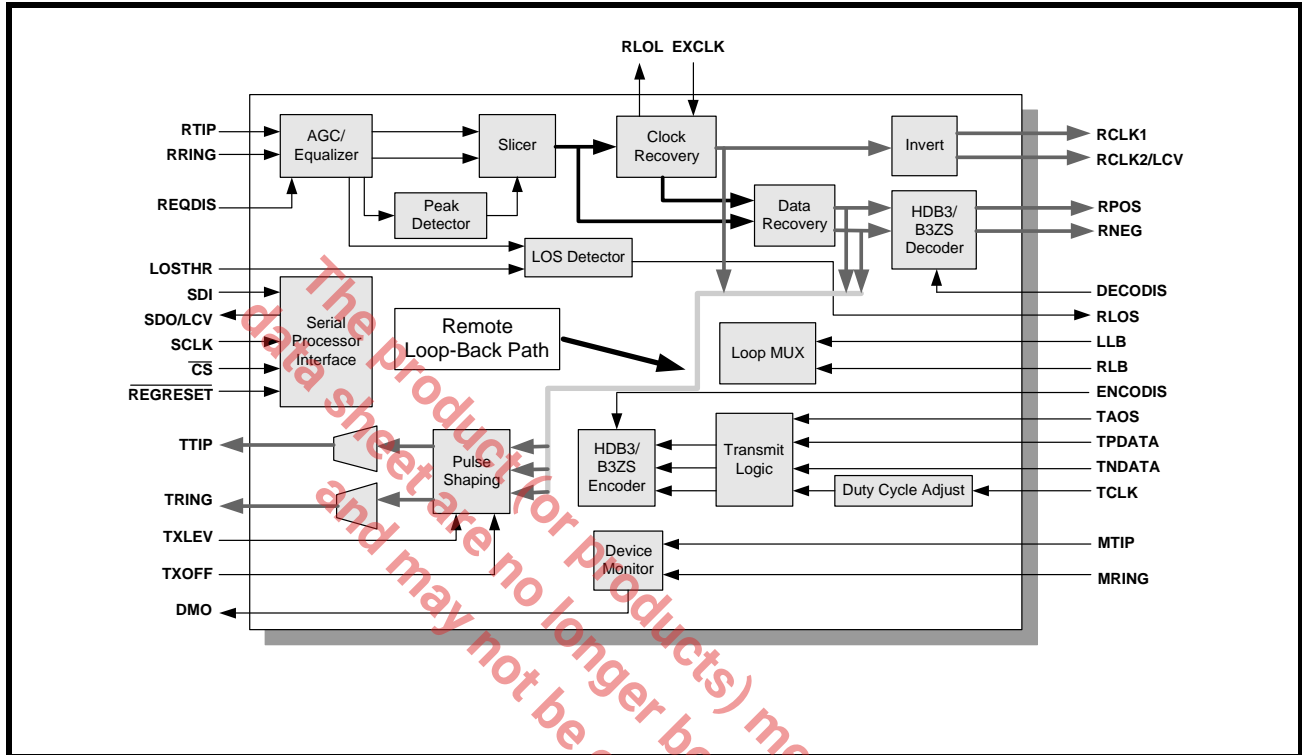 RLOL EXCLK
RTIP
RRING
REQDIS
LOSTHR
SDI
SDO/LCV
SCLK
CS
REGRESET
TTIP
TRING
TXLEV
TXOFF
DMO
AGC/
Equalizer
Slicer
Clock
Recovery
Invert
Peak
Detector
Data
Recovery
HDB3/
B3ZS
Decoder
LOS Detector
Serial
Processor
Interface
Remote
Loop-Back Path
Loop MUX
Pulse
Shaping
HDB3/
B3ZS
Encoder
Transmit
Logic
Duty Cycle Adjust
Device
Monitor
RCLK1
RCLK2/LCV
RPOS
RNEG
DECODIS
RLOS
LLB
RLB
ENCODIS
TAOS
TPDATA
TNDATA
TCLK
MTIP
MRING
The product (or products) me
data sheet are no longer be
and may not be